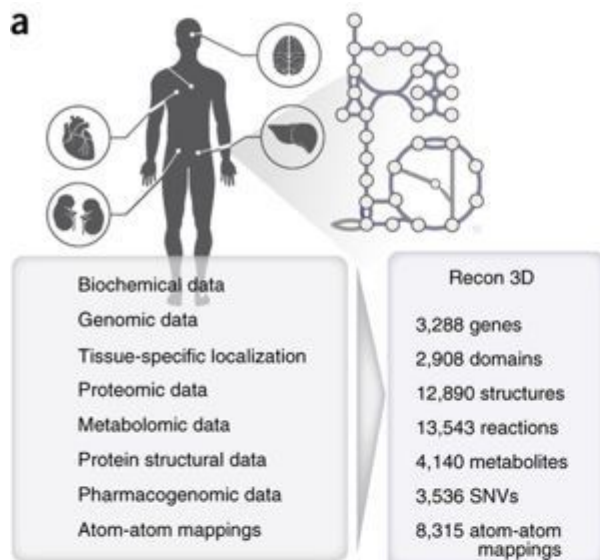 a
Biochemical data
Genomic data
Tissue-specific localization
Proteomic data
Metabolomic data
Protein structural data
Pharmacogenomic data
Atom-atom mappings
Recon 3D
3,288 genes
2,908 domains
12,890 structures
13,543 reactions
4,140 metabolites
3,536 SNVs
8,315 atom-atom
mappings